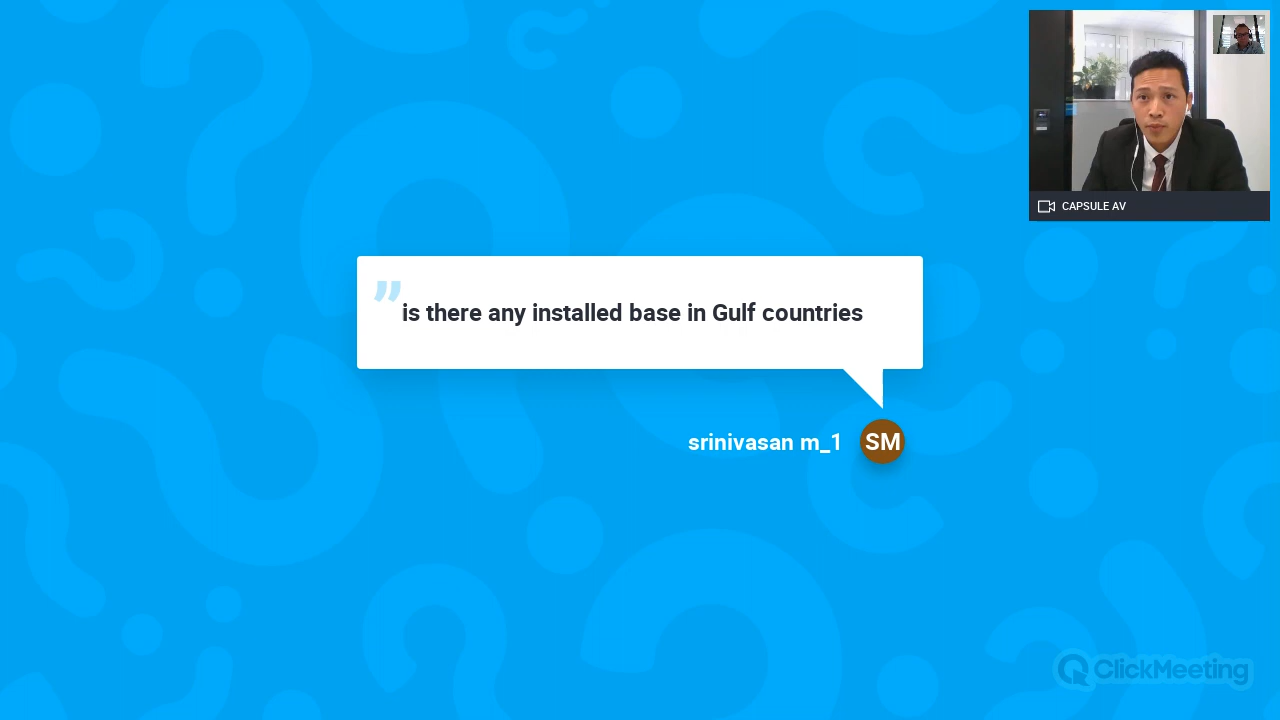 CAPSULE AV
is there any installed base in Gulf countries
srinivasan m_1
SM
ClickMeeting